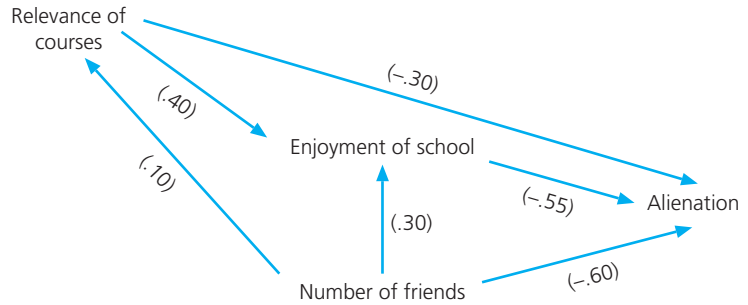 Relevance of
courses
(–.30)
(.40)
Enjoyment of school
(.10)
(–.55)
Alienation
(.30)
(–.60)
Number of friends